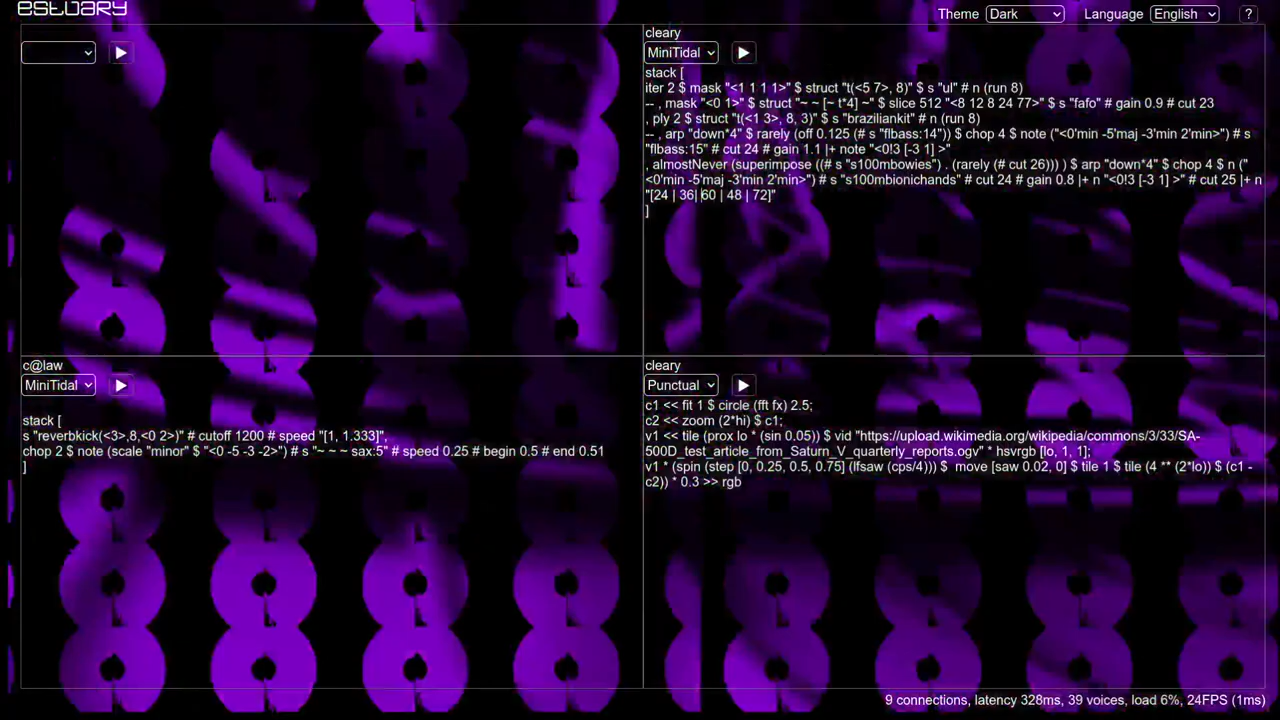 estuary
Theme Dark Language English ?
cleary
MiniTidal
stack [
iter 2 $ mask "<1 1 1 1>" $ struct "t(<5 7>, 8)" $ s "ul" # n (run 8)
-- , mask "<0 1>" $ struct "~ ~ [~ t*4] ~" $ slice 512 "<8 12 8 24 77>" $ s "fafo" # gain 0.9 # cut 23
, ply 2 $ struct "t(<1 3>, 8, 3)" $ s "braziliankit" # n (run 8)
-- , arp "down*4" $ rarely (off 0.125 (# s "flbass:14")) $ chop 4 $ note ("<0'min -5'maj -3'min 2'min>") # s
"flbass:15" # cut 24 # gain 1.1 |+ note "<0!3 [-3 1] >"
, almostNever (superimpose ((# s "s100mbowies") . (rarely (# cut 26))) ) $ arp "down*4" $ chop 4 $ n ("
<0'min -5'maj -3'min 2'min>") # s "s100mbionichands" # cut 24 # gain 0.8 |+ n "<0!3 [-3 1] >" # cut 25 |+ n
"[24 | 36| 60 | 48 | 72]"
]
c@law
MiniTidal
stack [
s "reverbkick(<3>,8,<0 2>)" # cutoff 1200 # speed "[1, 1.333]",
chop 2 $ note (scale "minor" $ "<0 -5 -3 -2>") # s "~ ~ ~ sax:5" # speed 0.25 # begin 0.5 # end 0.51
]
cleary
Punctual
c1 << fit 1 $ circle (fft fx) 2.5;
c2 << zoom (2*hi) $ c1;
v1 << tile (prox lo * (sin 0.05)) $ vid "https://upload.wikimedia.org/wikipedia/commons/3/33/SA-
500D_test_article_from_Saturn_V_quarterly_reports.ogv" * hsvrgb [lo, 1, 1];
v1 * (spin (step [0, 0.25, 0.5, 0.75] (lfsaw (cps/4))) $  move [saw 0.02, 0] $ tile 1 $ tile (4 ** (2*lo)) $ (c1 -
c2)) * 0.3 >> rgb
9 connections, latency 328ms, 39 voices, load 6%, 24FPS (1ms)